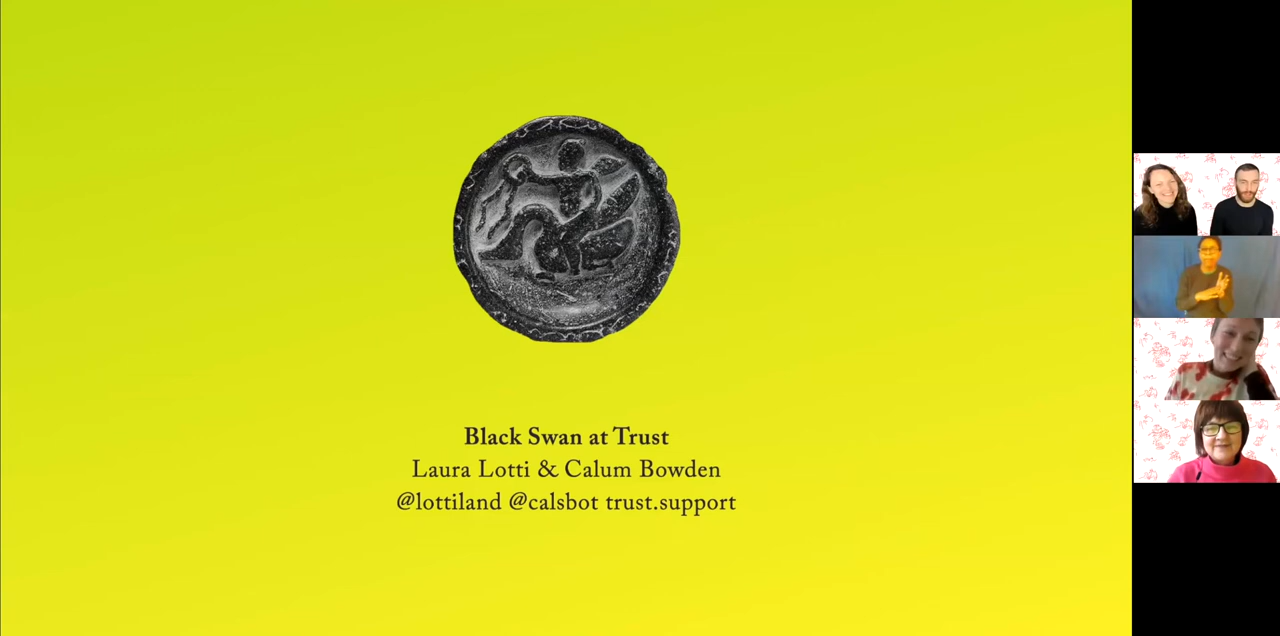 Black Swan at Trust
Laura Lotti & Calum Bowden
@lottiland @calsbot trust.support